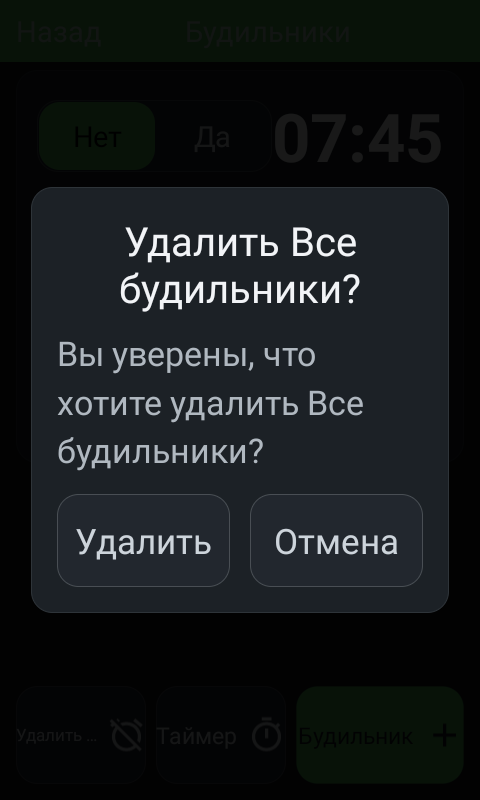 Назад Будильники
Нет Да 07:45
Удалить Все
будильники?
Вы уверены, что
хотите удалить Все
будильники?
Удалить Отмена
Удалить ... Таймер Будильник